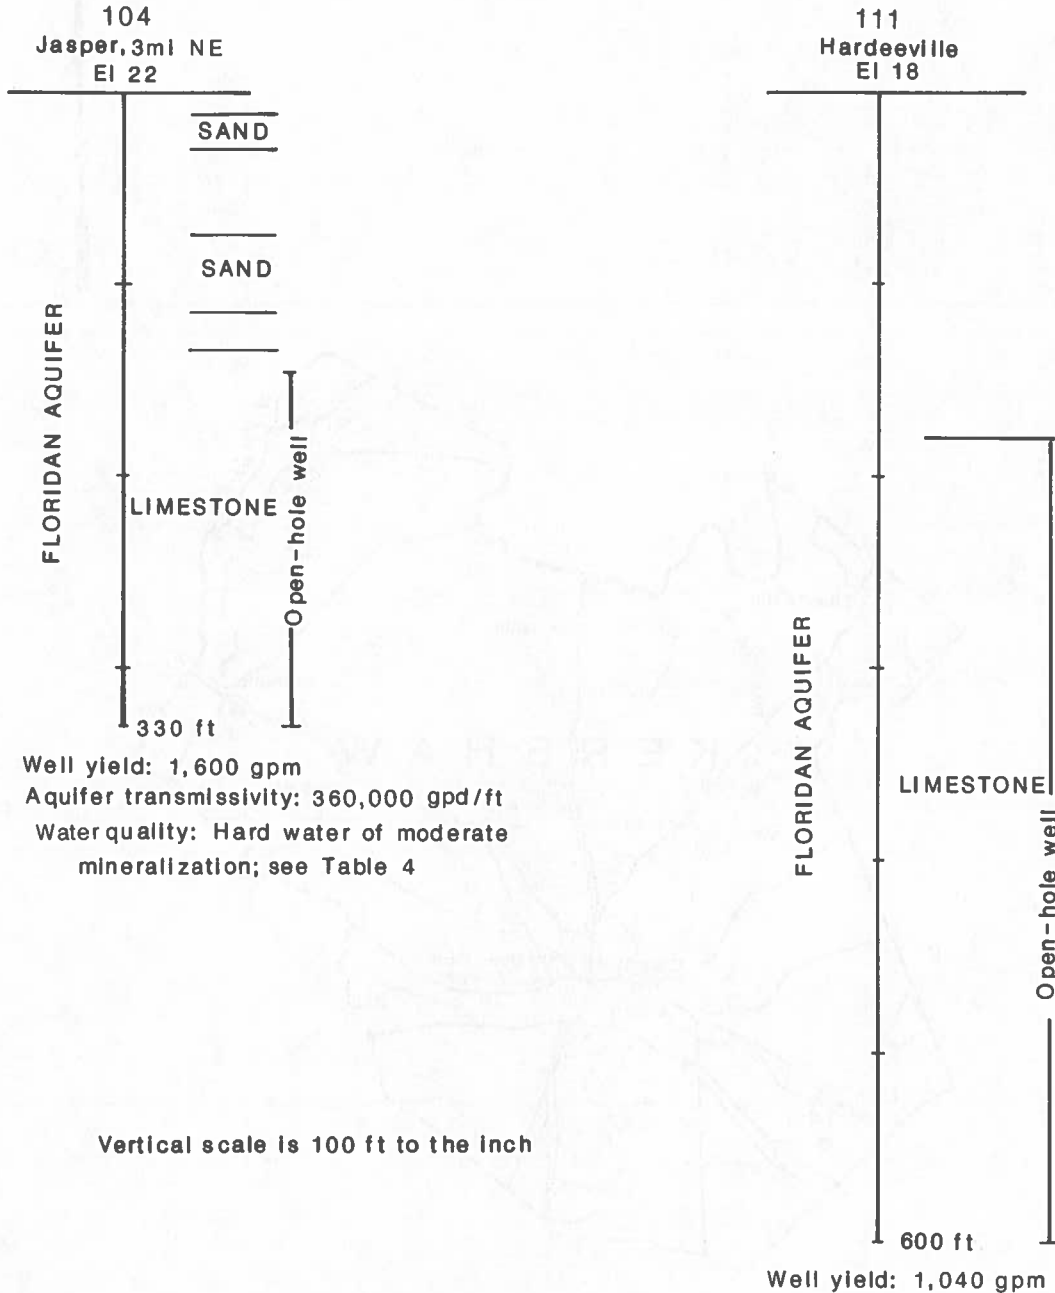 104
Jasper, 3mi NE
El 22
SAND
SAND
FLORIDAN AQUIFER
LIMESTONE
Open-hole well
330 ft
Well yield: 1,600 gpm
Aquifer transmissivity: 360,000 gpd/ft
Water quality: Hard water of moderate
mineralization; see Table 4
Vertical scale is 100 ft to the inch
111
Hardeeville
El 18
FLORIDAN AQUIFER
LIMESTONE
Open-hole well
600 ft
Well yield: 1,040 gpm